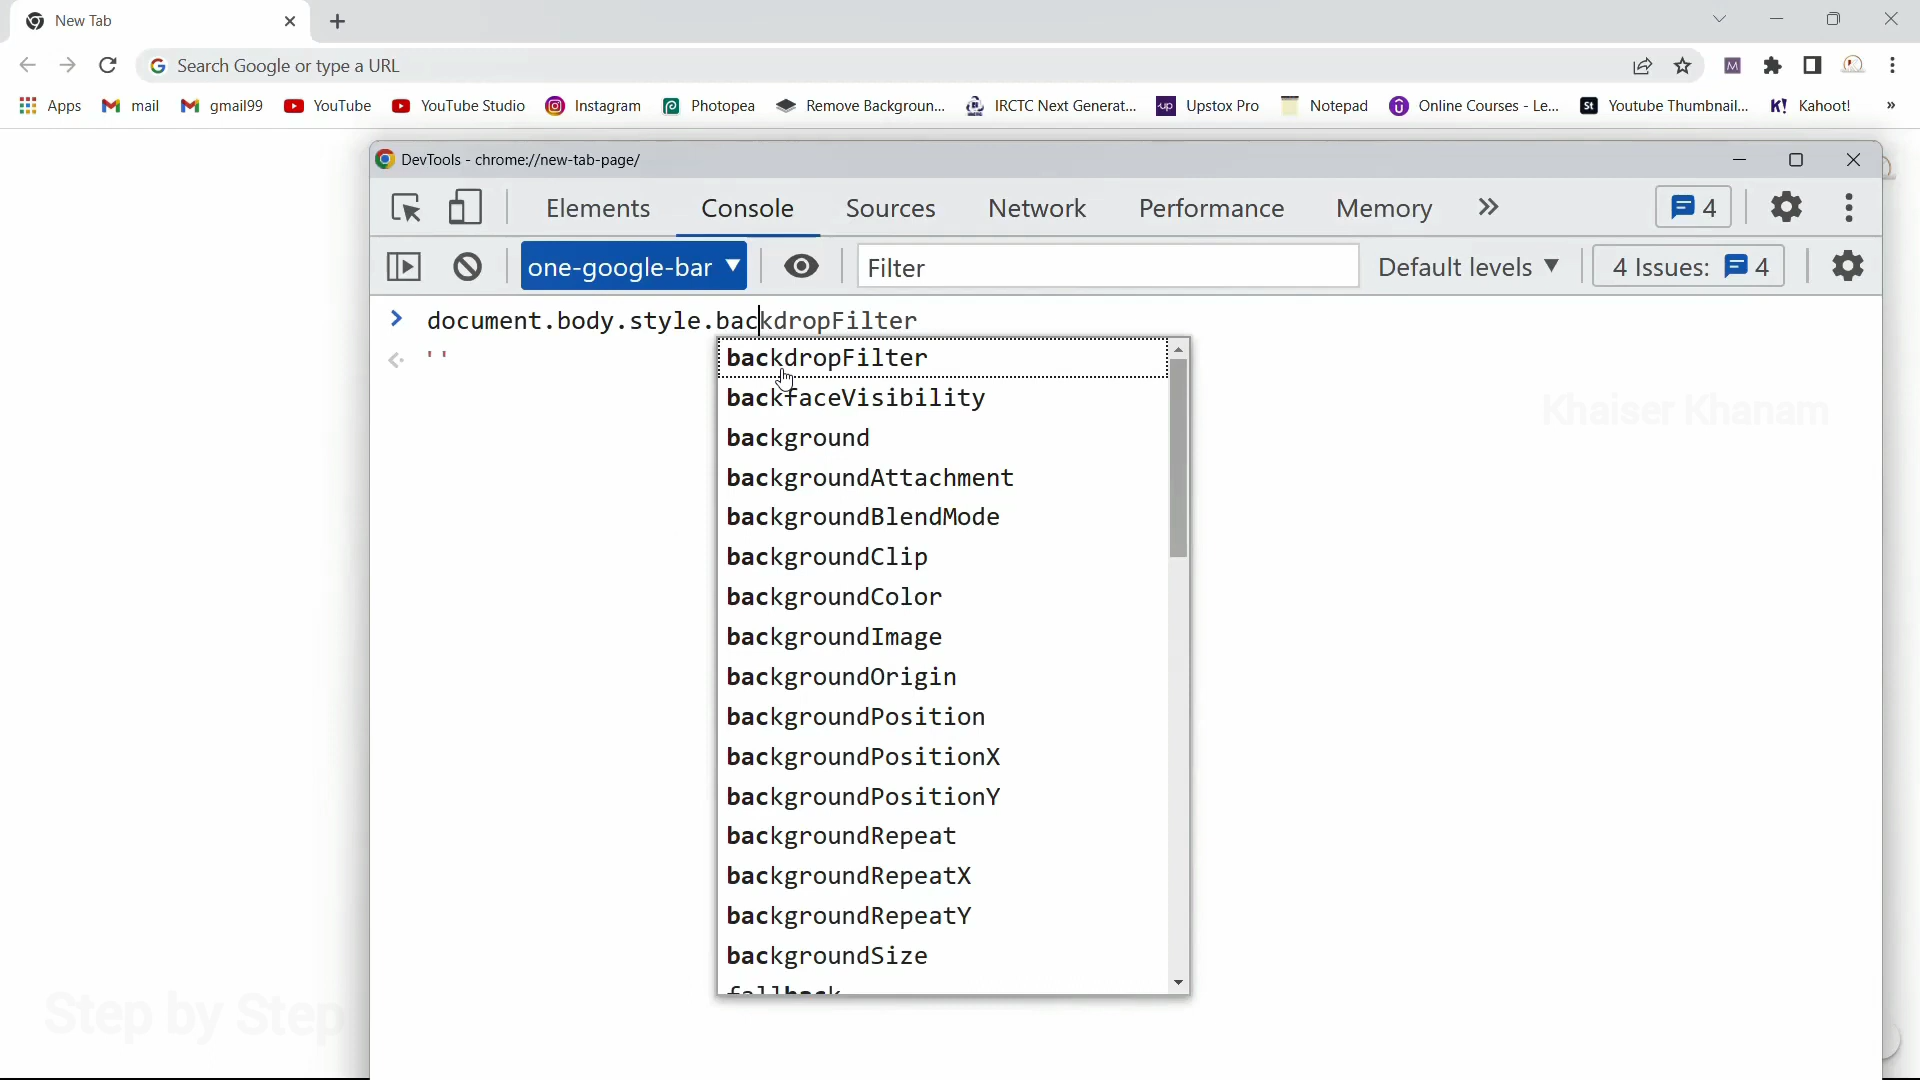 New Tab
Search Google or type a URL
Apps mail gmail99 YouTube YouTube Studio Instagram Photopea Remove Backgroun... IRCTC Next Generat... Upstox Pro Notepad Online Courses - Le... Youtube Thumbnail... Kahoot! »
DevTools - chrome://new-tab-page/
Elements Console Sources Network Performance Memory » 4
one-google-bar Filter Default levels 4 Issues: 4
> document.body.style.backdropFilter
''
backdropFilter
backfaceVisibility
background
backgroundAttachment
backgroundBlendMode
backgroundClip
backgroundColor
backgroundImage
backgroundOrigin
backgroundPosition
backgroundPositionX
backgroundPositionY
backgroundRepeat
backgroundRepeatX
backgroundRepeatY
backgroundSize
fallback
Khaiser Khanam
Step by Step